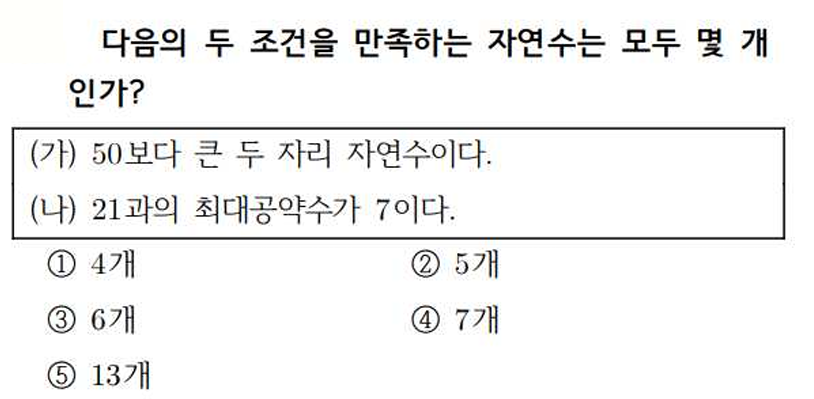 다음의 두 조건을 만족하는 자연수는 모두 몇 개
인가?
(가) 50보다 큰 두 자리 자연수이다.
(나) 21과의 최대공약수가 7이다.
① 4개 ② 5개
③ 6개 ④ 7개
⑤ 13개